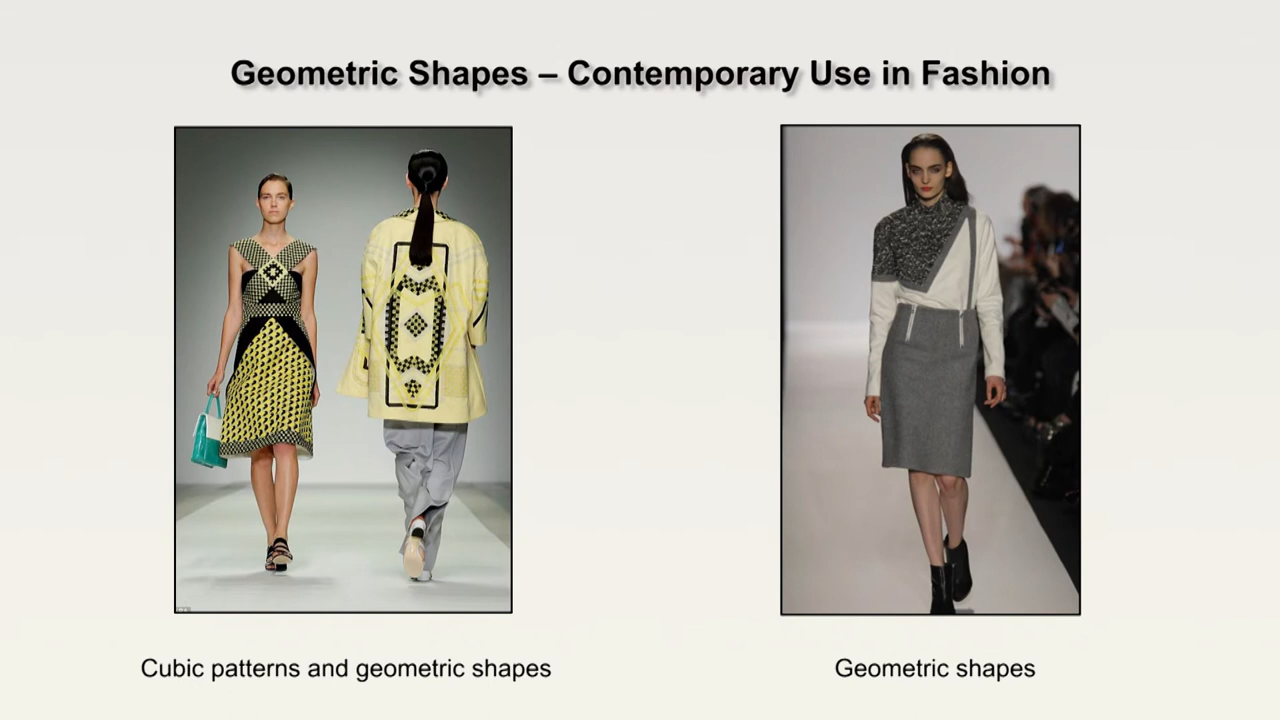 Geometric Shapes – Contemporary Use in Fashion
Cubic patterns and geometric shapes
Geometric shapes